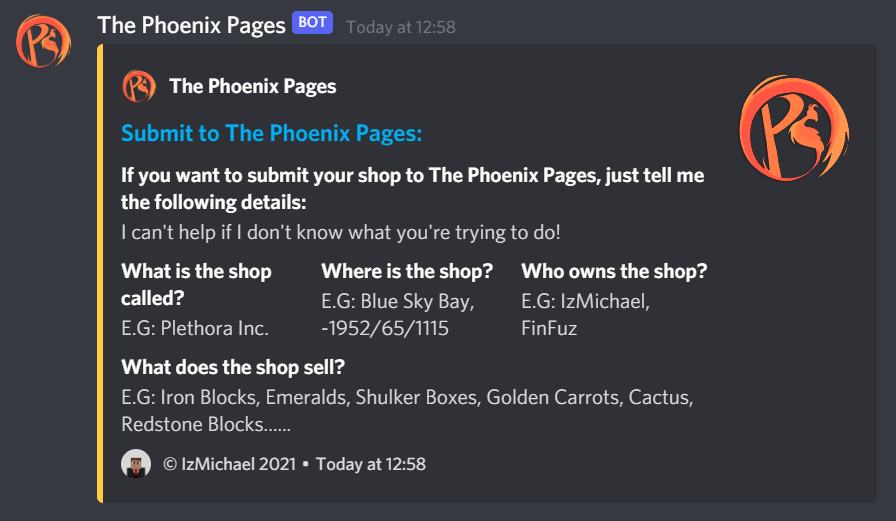 The Phoenix Pages BOT Today at 12:58
The Phoenix Pages
Submit to The Phoenix Pages:
If you want to submit your shop to The Phoenix Pages, just tell me
the following details:
I can't help if I don't know what you're trying to do!
What is the shop
called?
E.G: Plethora Inc.
Where is the shop?
E.G: Blue Sky Bay,
-1952/65/1115
Who owns the shop?
E.G: IzMichael,
FinFuz
What does the shop sell?
E.G: Iron Blocks, Emeralds, Shulker Boxes, Golden Carrots, Cactus,
Redstone Blocks......
© IzMichael 2021 • Today at 12:58